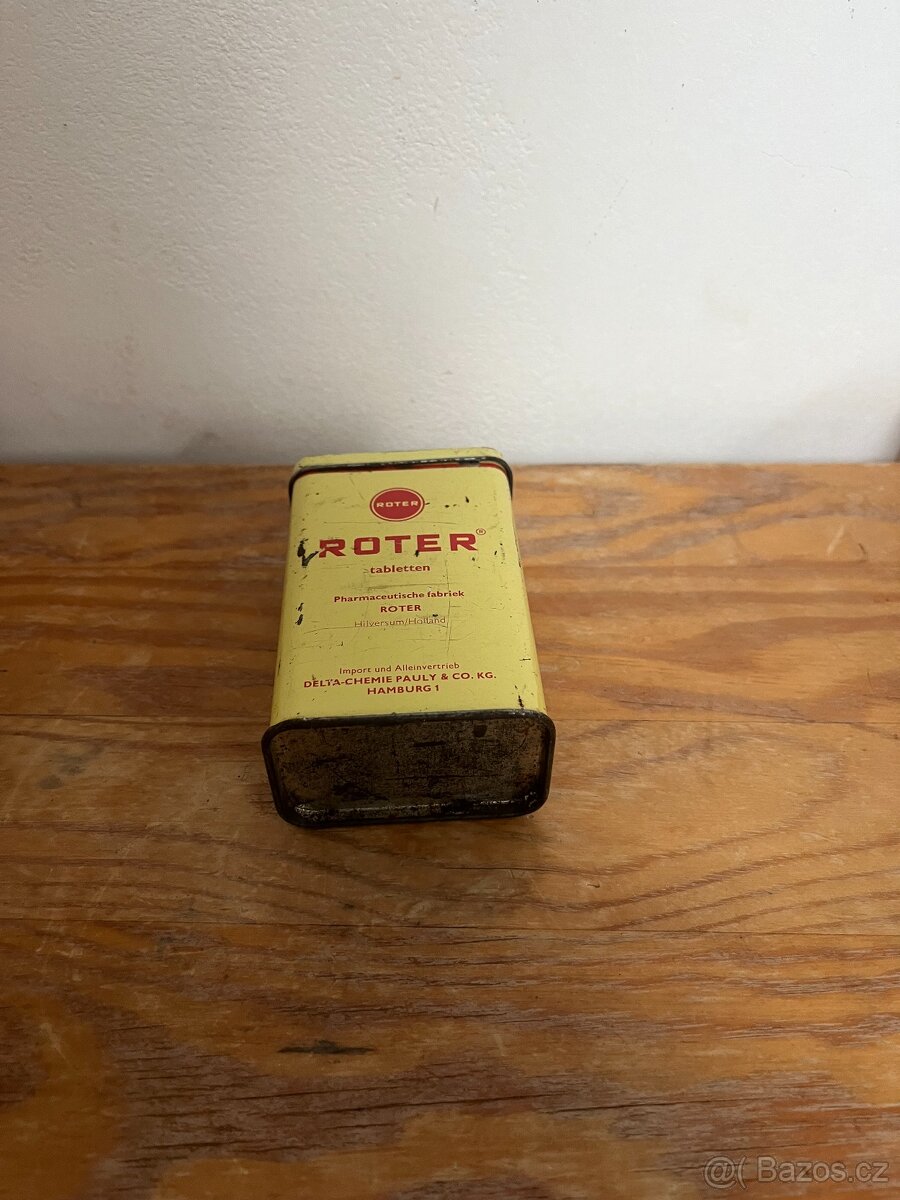 ROTER
ROTER®
tabletten
Pharmaceutische fabriek
ROTER
Hilversum/Holland
Import und Alleinvertrieb
DELTA-CHEMIE PAULY & CO. KG.
HAMBURG 1
@( Bazos.cz